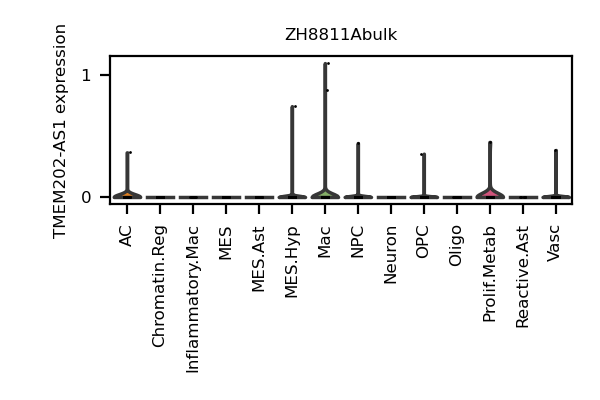 ZH8811Abulk
TMEM202-AS1 expression
1
0
AC
Chromatin.Reg
Inflammatory.Mac
MES
MES.Ast
MES.Hyp
Mac
NPC
Neuron
OPC
Oligo
Prolif.Metab
Reactive.Ast
Vasc